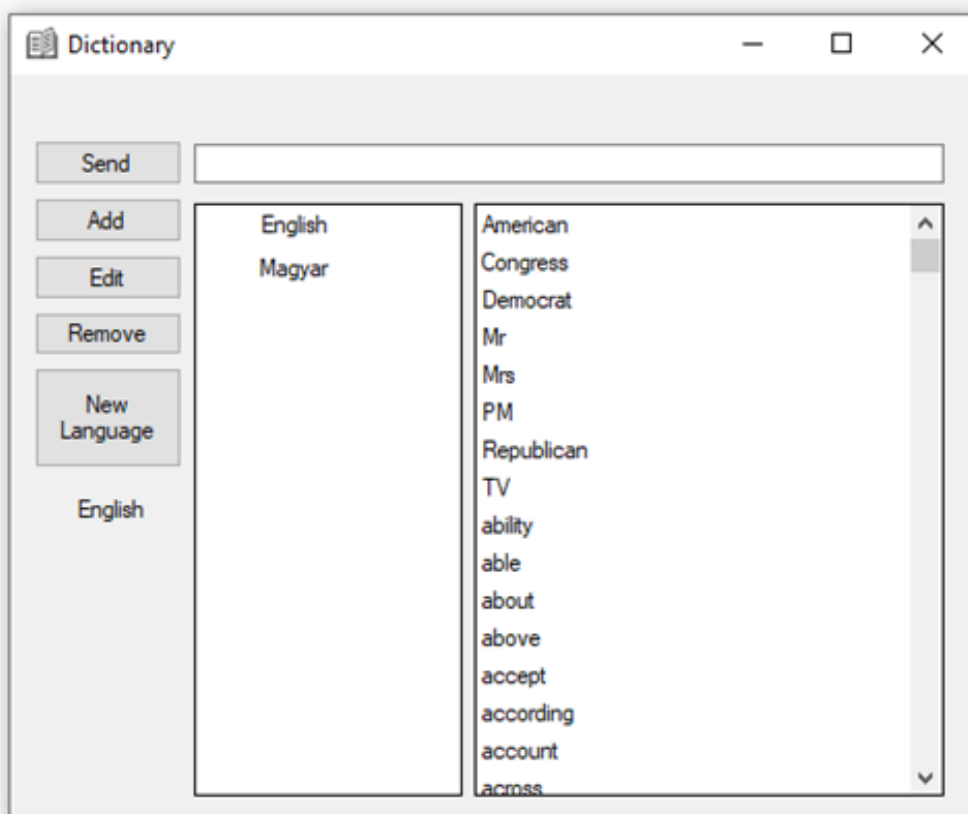 Dictionary
Send
Add
Edit
Remove
New
Language
English
English
Magyar
American
Congress
Democrat
Mr
Mrs
PM
Republican
TV
ability
able
about
above
accept
according
account
across